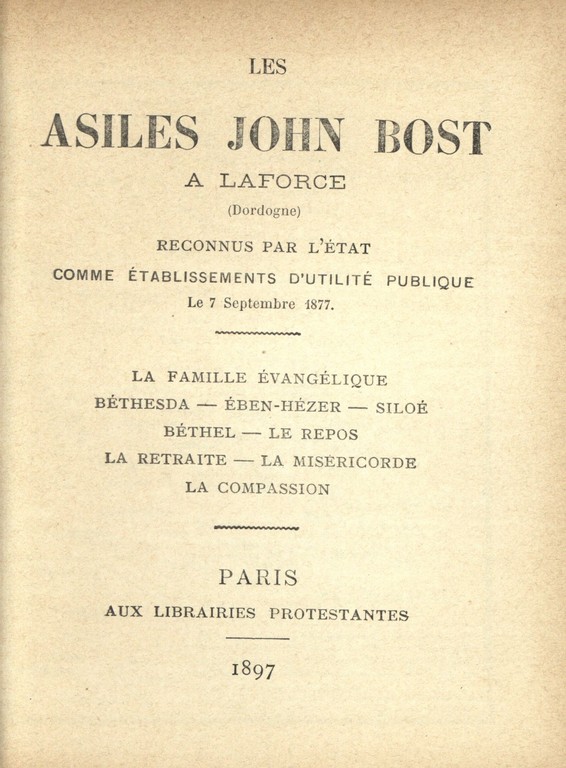 LES
ASILES JOHN BOST
A LAFORCE
(Dordogne)
RECONNUS PAR L'ÉTAT
COMME ÉTABLISSEMENTS D'UTILITÉ PUBLIQUE
Le 7 Septembre 1877.
LA FAMILLE ÉVANGÉLIQUE
BÉTHESDA — ÉBEN-HÉZER — SILOÉ
BÉTHEL — LE REPOS
LA RETRAITE — LA MISÉRICORDE
LA COMPASSION
PARIS
AUX LIBRAIRIES PROTESTANTES
1897